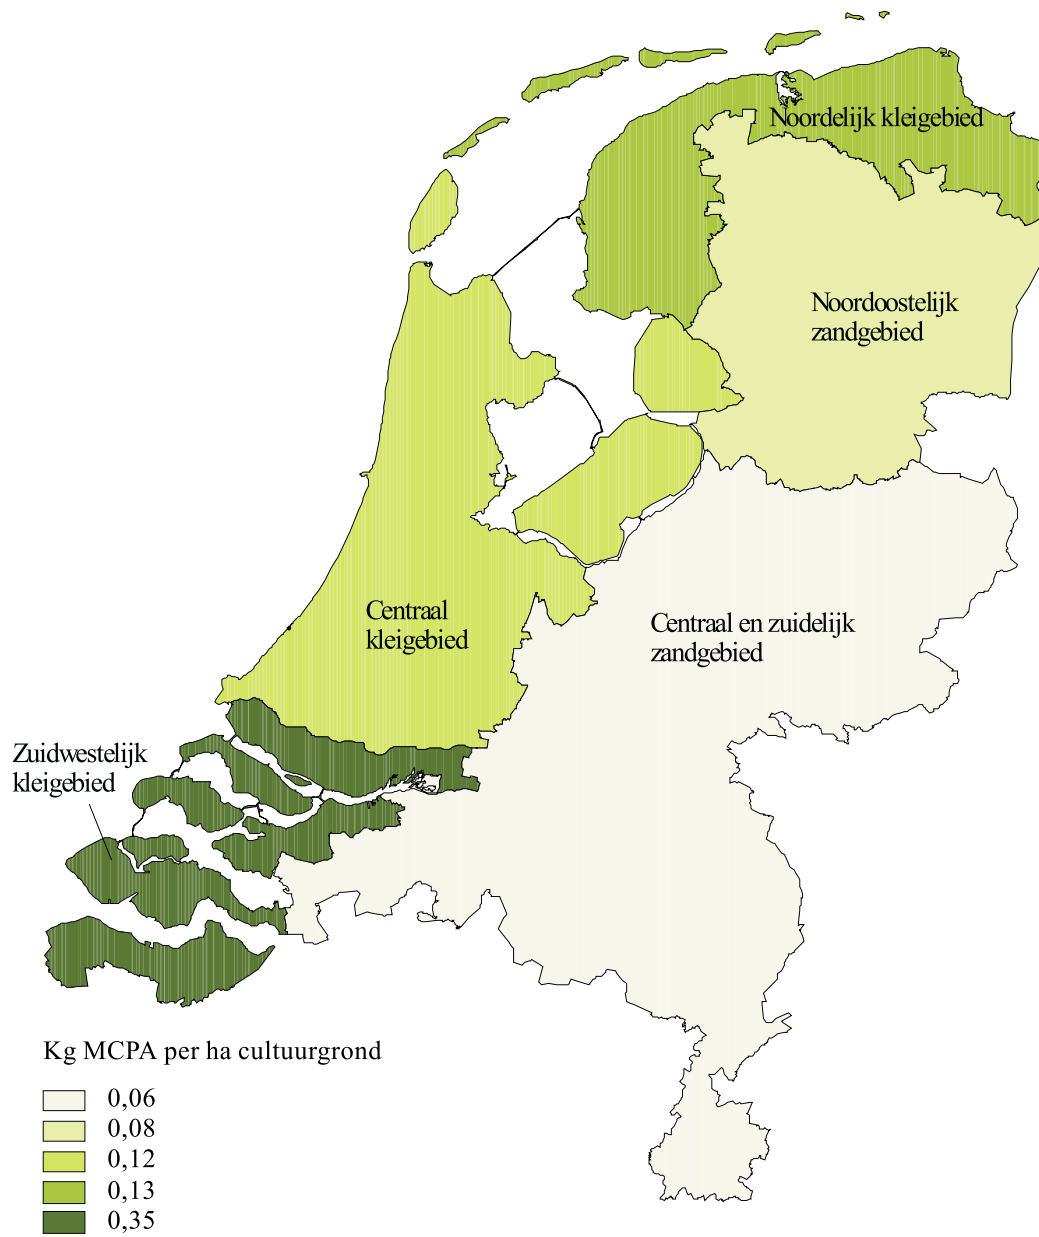 Noordelijk kleigebied
Noordoostelijk
zandgebied
Centraal
kleigebied
Centraal en zuidelijk
zandgebied
Zuidwestelijk
kleigebied
Kg MCPA per ha cultuurgrond
0,06
0,08
0,12
0,13
0,35